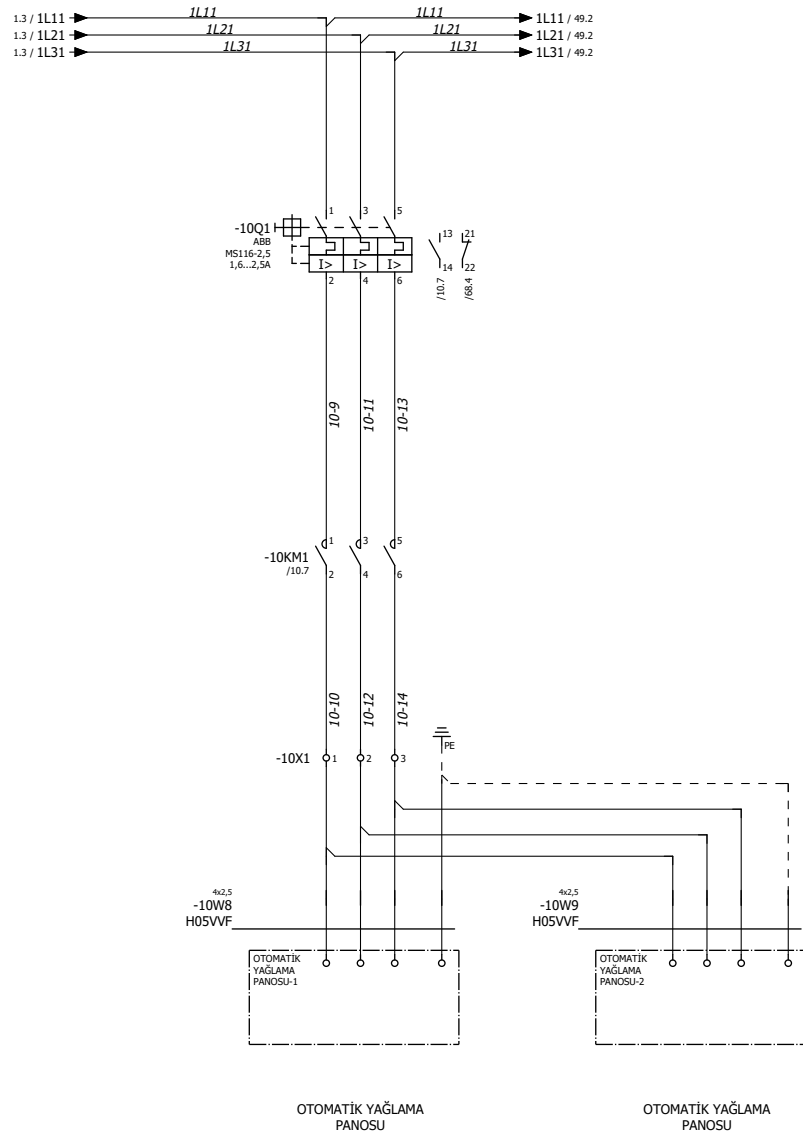 1.3 / 1L11 1L11 1L11 1L11 / 49.2
1.3 / 1L21 1L21 1L21 1L21 / 49.2
1.3 / 1L31 1L31 1L31 1L31 / 49.2
1 3 5
-10Q1
ABB
MS116-2,5
1,6...2,5A
I> I> I>
2 4 6
13 21
14 22
/10.7 /68.4
10-9 10-11 10-13
1 3 5
-10KM1
/10.7
2 4 6
10-10 10-12 10-14
PE
-10X1 1 2 3
4x2,5
-10W8
H05VVF
4x2,5
-10W9
H05VVF
OTOMATİK
YAĞLAMA
PANOSU-1
OTOMATİK
YAĞLAMA
PANOSU-2
OTOMATİK YAĞLAMA
PANOSU
OTOMATİK YAĞLAMA
PANOSU